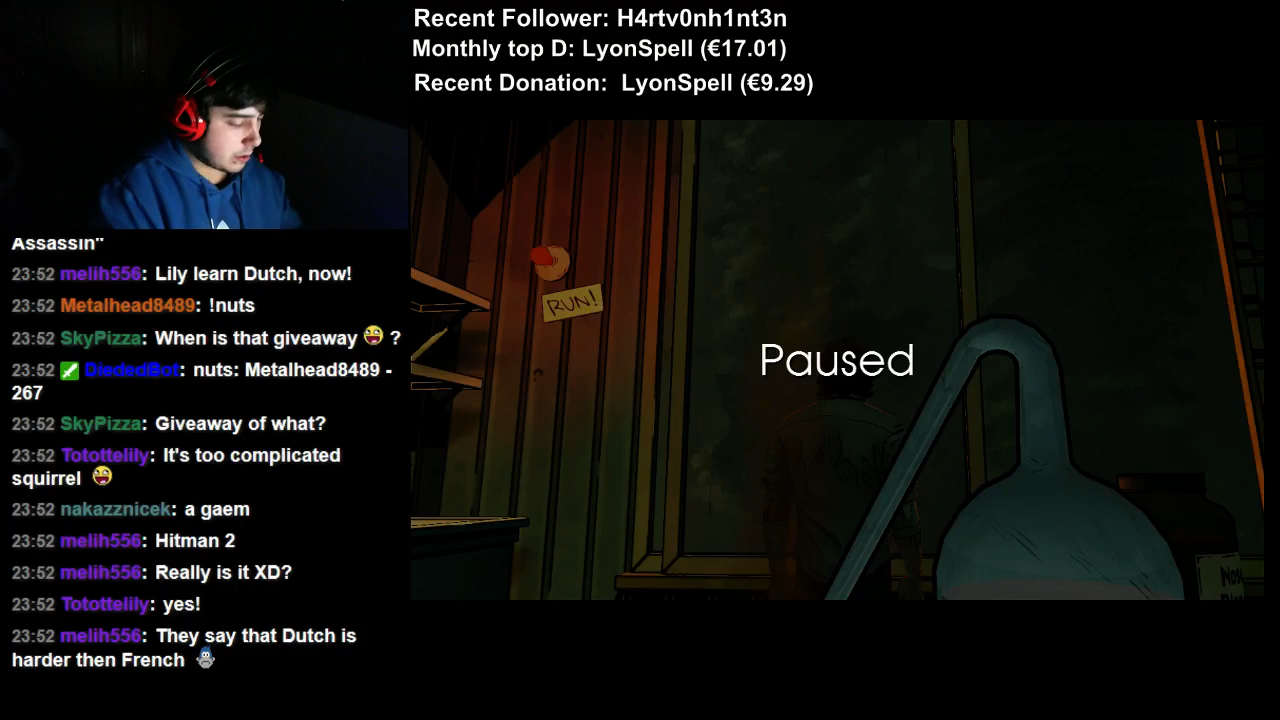 Recent Follower: H4rtv0nh1nt3n
Monthly top D: LyonSpell (€17.01)
Recent Donation: LyonSpell (€9.29)
Assassin"
23:52 melih556: Lily learn Dutch, now!
23:52 Metalhead8489: !nuts
23:52 SkyPizza: When is that giveaway ?
23:52 DiededBot: nuts: Metalhead8489 -
267
23:52 SkyPizza: Giveaway of what?
23:52 Totottelily: It's too complicated
squirrel
23:52 nakazznicek: a gaem
23:52 melih556: Hitman 2
23:52 melih556: Really is it XD?
23:52 Totottelily: yes!
23:52 melih556: They say that Dutch is
harder then French
RUN!
Paused